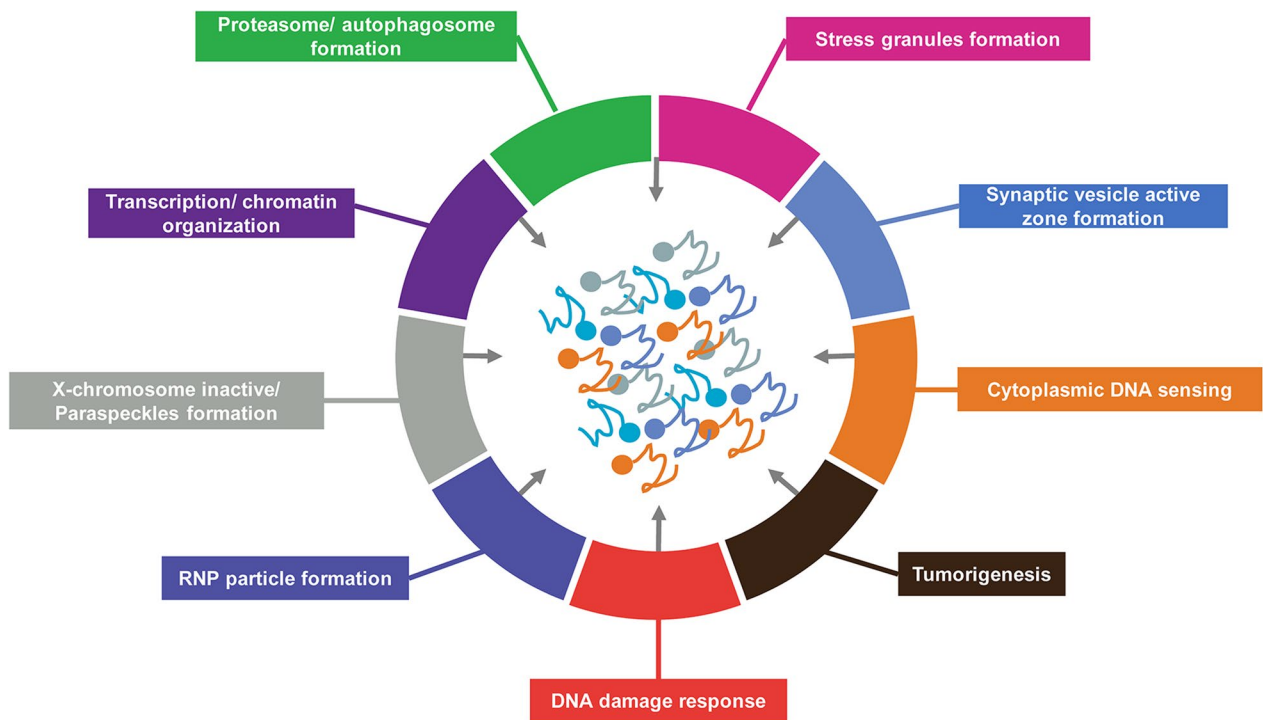 Proteasome/ autophagosome
formation
Stress granules formation
Transcription/ chromatin
organization
Synaptic vesicle active
zone formation
X-chromosome inactive/
Paraspeckles formation
Cytoplasmic DNA sensing
RNP particle formation
Tumorigenesis
DNA damage response